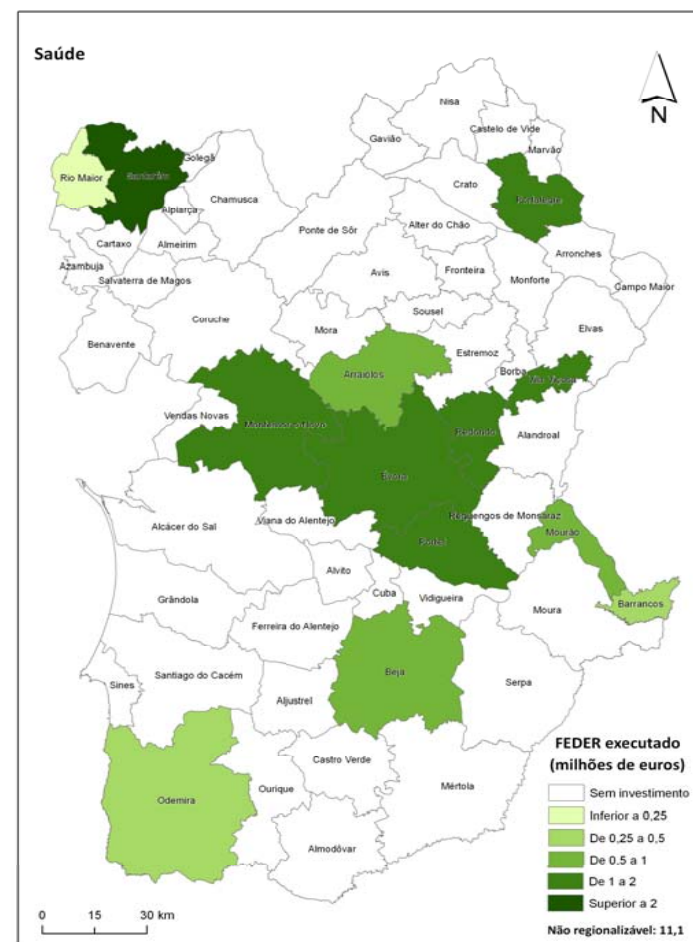 Saúde
N
Nisa
Gavião
Castelo de Vide
Marvão
Golegã
Rio Maior
Santarém
Chamusca
Crato
Portalegre
Alpiarça
Ponte de Sôr
Alter do Chão
Cartaxo
Almeirim
Arronches
Azambuja
Avis
Fronteira
Monforte
Campo Maior
Salvaterra de Magos
Coruche
Sousel
Benavente
Mora
Elvas
Estremoz
Borba
Arraiolos
Vila Viçosa
Vendas Novas
Montemor-o-Novo
Redondo
Alandroal
Évora
Alcácer do Sal
Viana do Alentejo
Reguengos de Monsaraz
Mourão
Portel
Alvito
Grândola
Cuba
Vidigueira
Moura
Barrancos
Ferreira do Alentejo
Santiago do Cacém
Beja
Sines
Serpa
Aljustrel
Castro Verde
Odemira
Ourique
Mértola
Almodôvar
FEDER executado
(milhões de euros)
Sem investimento
Inferior a 0,25
De 0,25 a 0,5
De 0.5 a 1
De 1 a 2
Superior a 2
0 15 30 km
Não regionalizável: 11,1